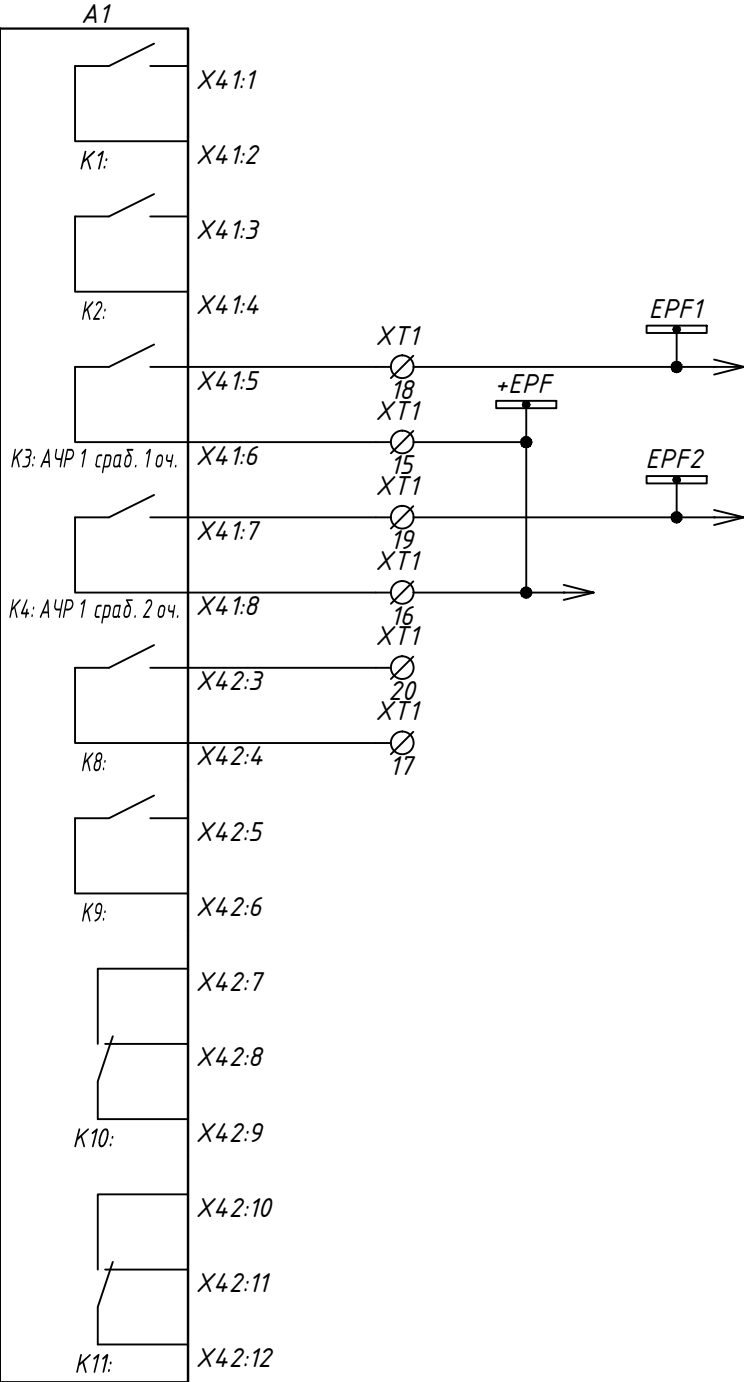 A1
X41:1
K1:
X41:2
X41:3
K2:
X41:4
EPF1
XT1
X41:5
18
+EPF
XT1
К3: АЧР 1 сраб. 1 оч.
X41:6
15
EPF2
XT1
X41:7
19
XT1
К4: АЧР 1 сраб. 2 оч.
X41:8
16
XT1
X42:3
20
XT1
K8:
X42:4
17
X42:5
K9:
X42:6
X42:7
X42:8
K10:
X42:9
X42:10
X42:11
K11:
X42:12